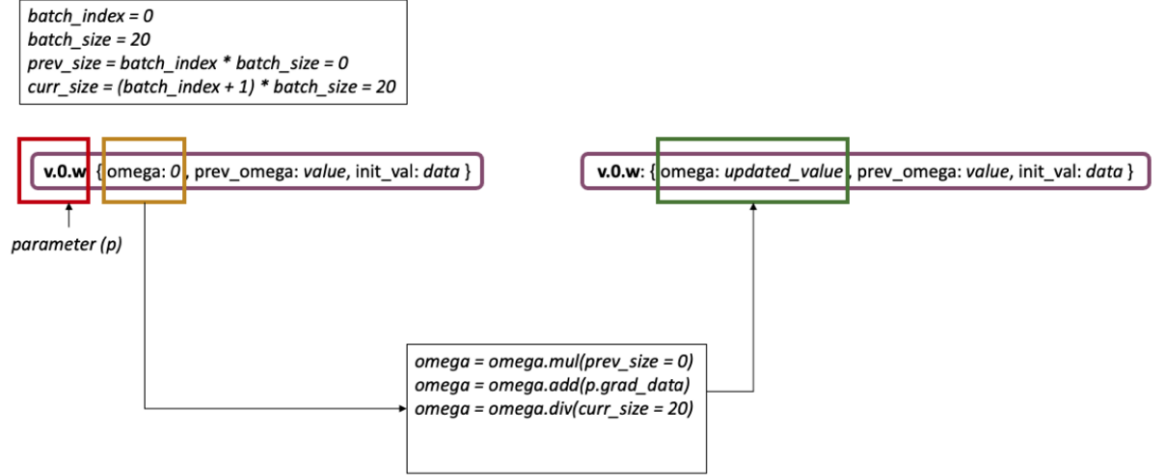 batch_index = 0
batch_size = 20
prev_size = batch_index * batch_size = 0
curr_size = (batch_index + 1) * batch_size = 20
v.0.w { omega: 0 , prev_omega: value, init_val: data }
v.0.w: { omega: updated_value , prev_omega: value, init_val: data }
parameter (p)
omega = omega.mul(prev_size = 0)
omega = omega.add(p.grad_data)
omega = omega.div(curr_size = 20)